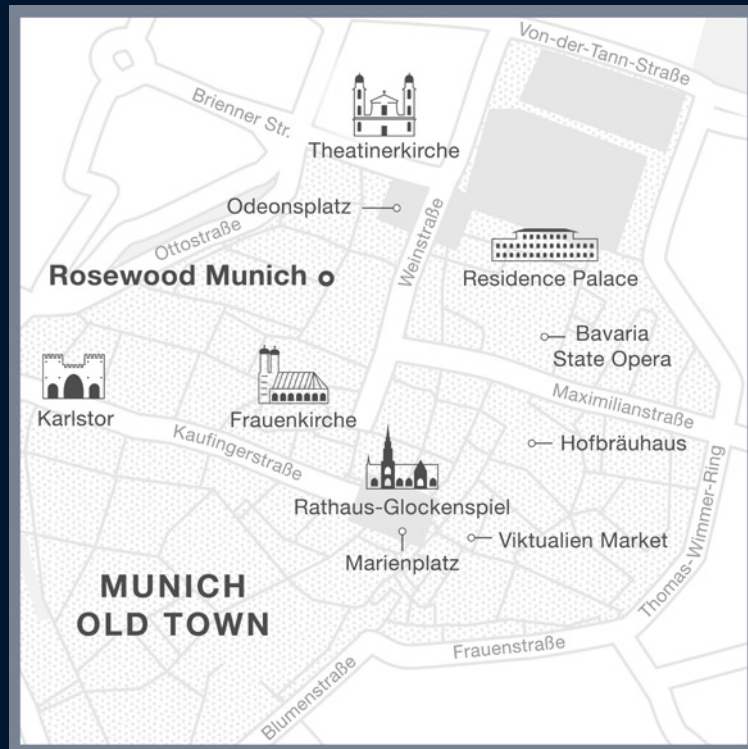 Von-der-Tann-Straße
Brienner Str.
Theatinerkirche
Odeonsplatz
Ottostraße
Weinstraße
Rosewood Munich
Residence Palace
Bavaria
State Opera
Karlstor
Frauenkirche
Maximilianstraße
Kaufingerstraße
Hofbräuhaus
Rathaus-Glockenspiel
Viktualien Market
Marienplatz
Thomas-Wimmer-Ring
MUNICH
OLD TOWN
Frauenstraße
Blumenstraße